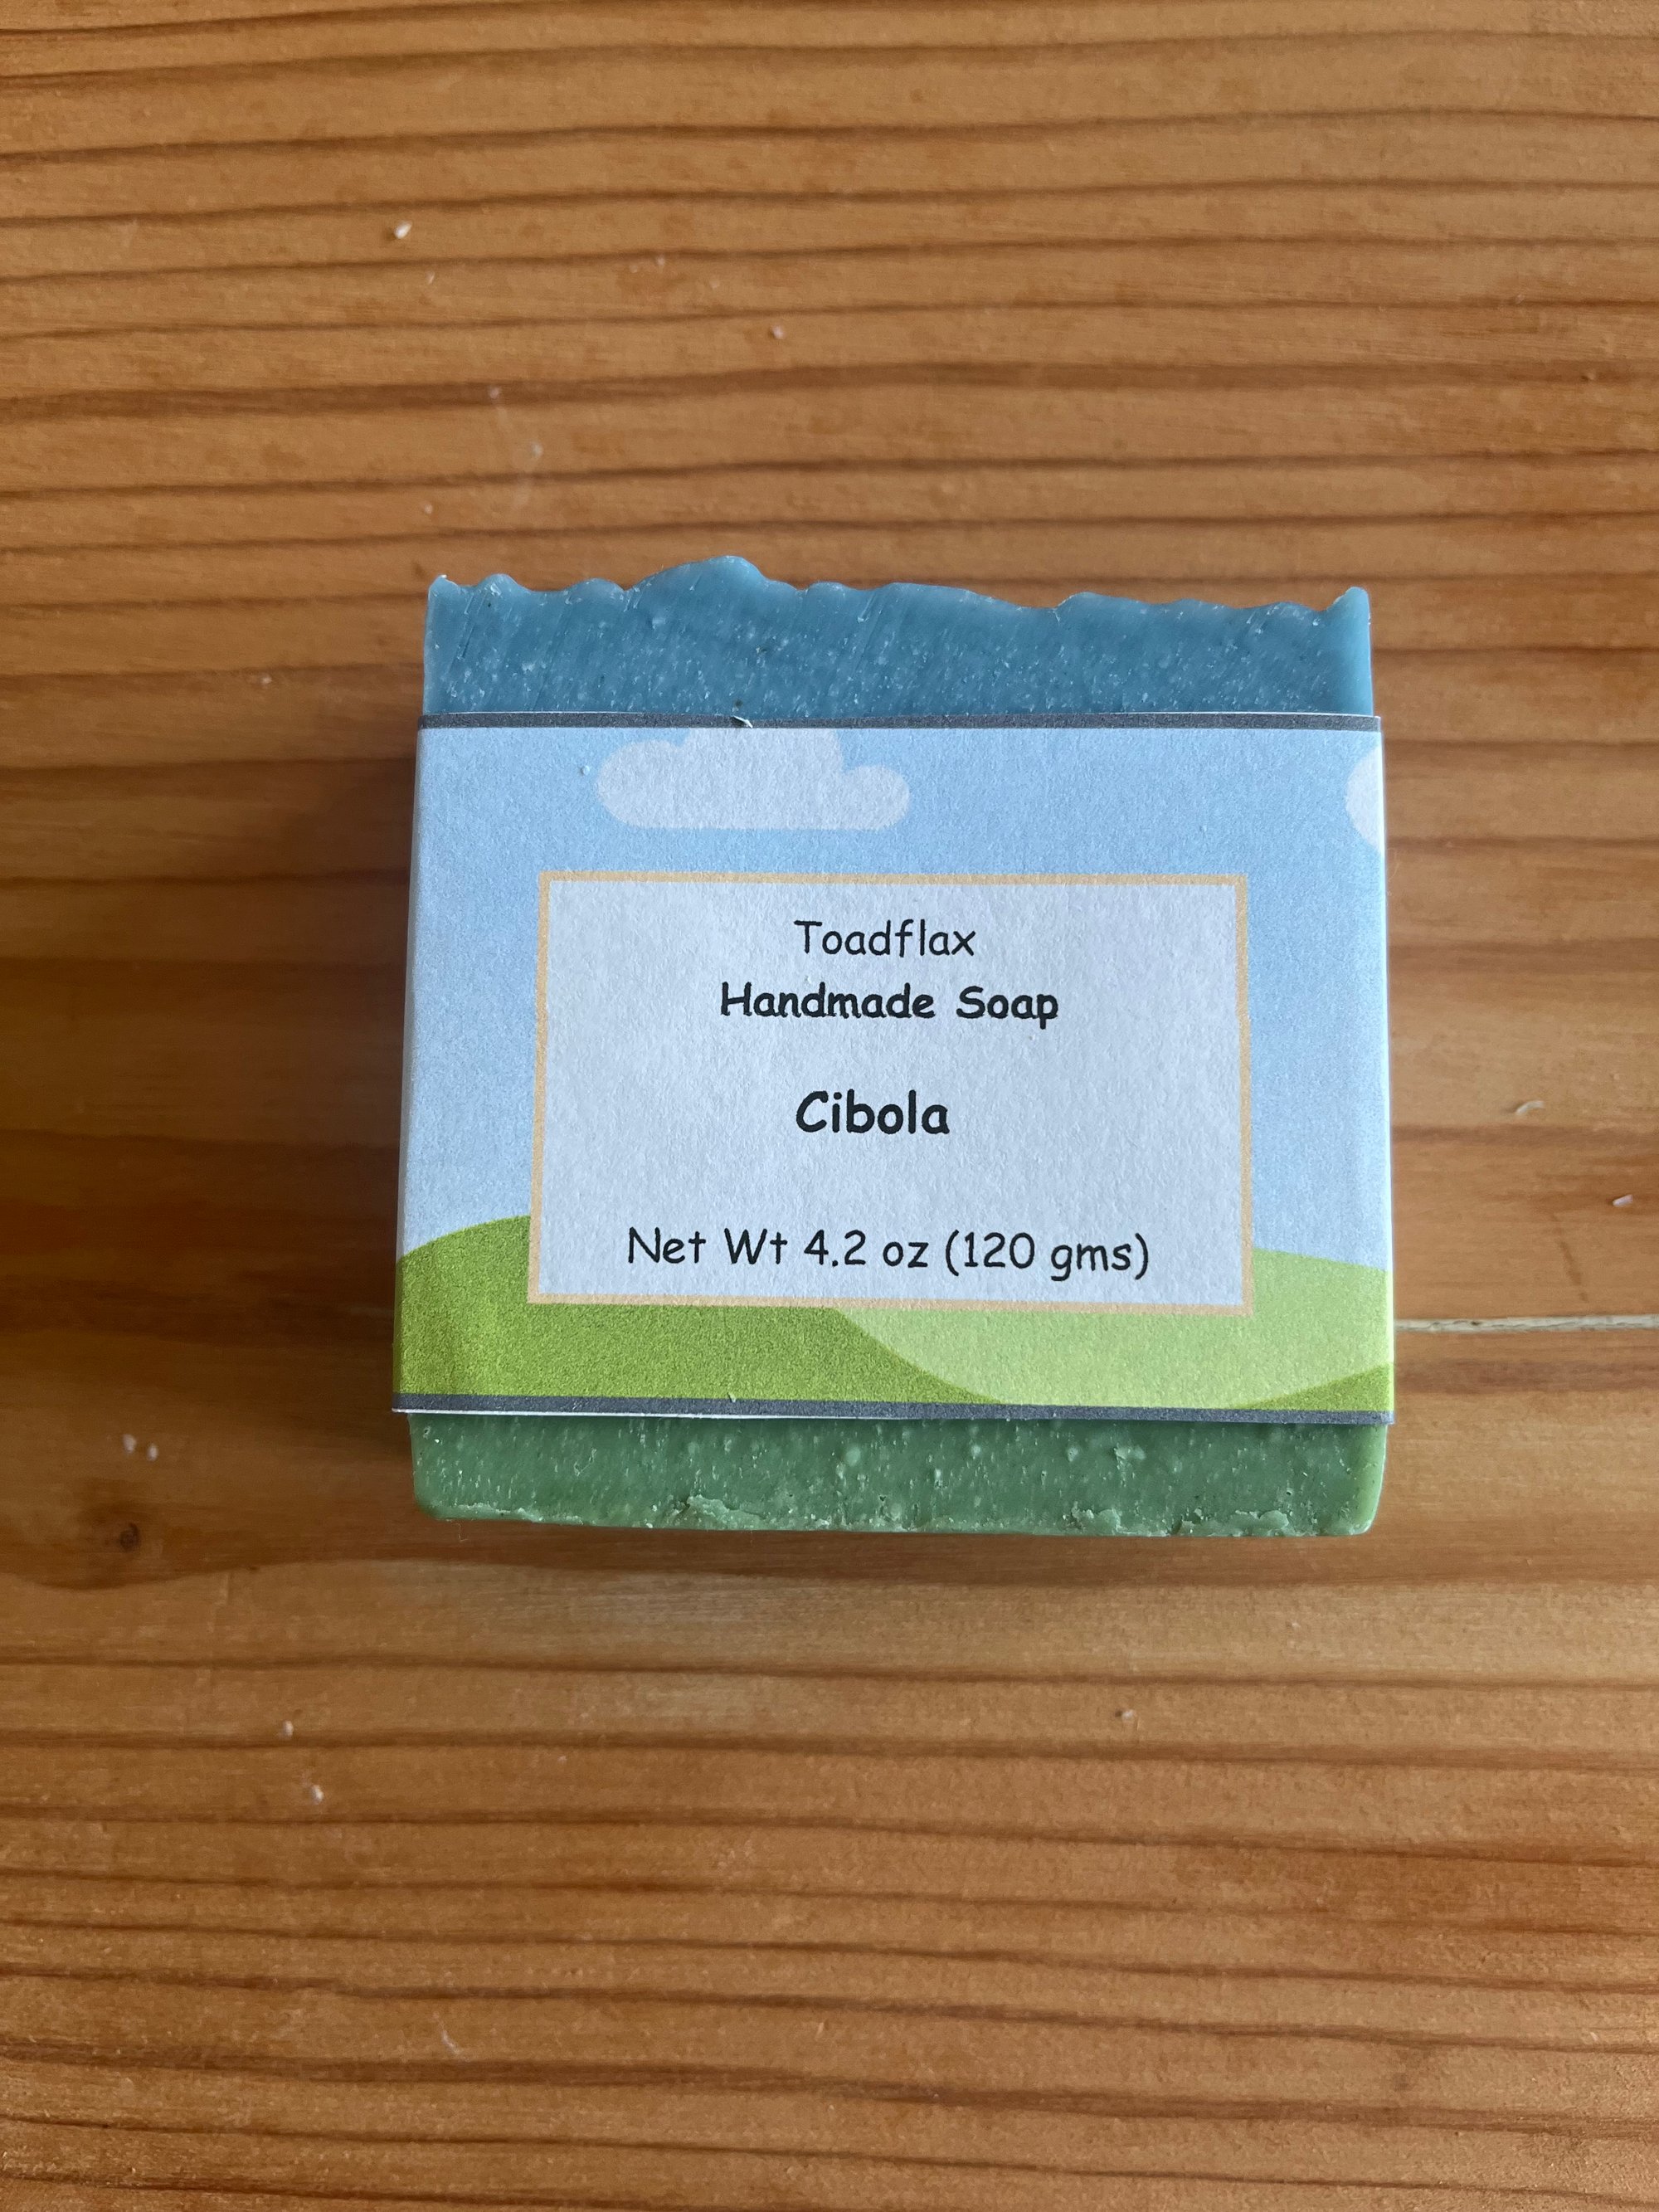 Toadflax
Handmade Soap
Cibola
Net Wt 4.2 oz (120 gms)